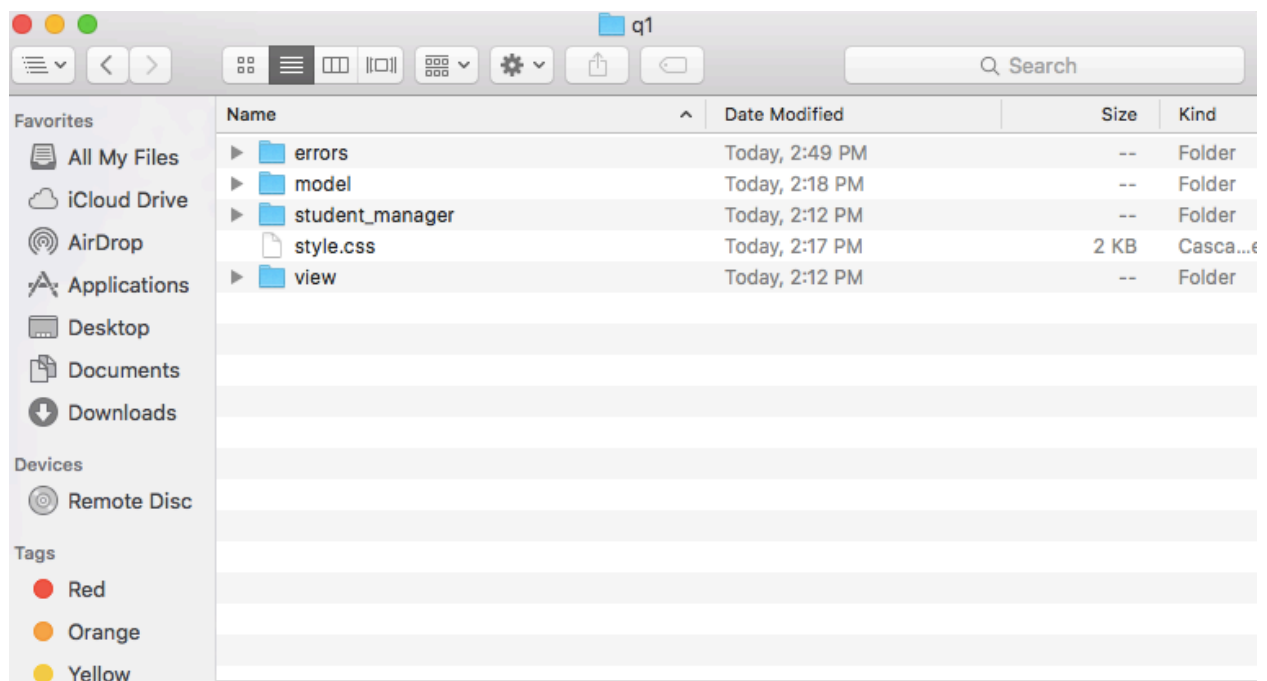 q1
Search
Favorites
All My Files
iCloud Drive
AirDrop
Applications
Desktop
Documents
Downloads
Devices
Remote Disc
Tags
Red
Orange
Yellow
Name Date Modified Size Kind
errors Today, 2:49 PM -- Folder
model Today, 2:18 PM -- Folder
student_manager Today, 2:12 PM -- Folder
style.css Today, 2:17 PM 2 KB Casca...e
view Today, 2:12 PM -- Folder